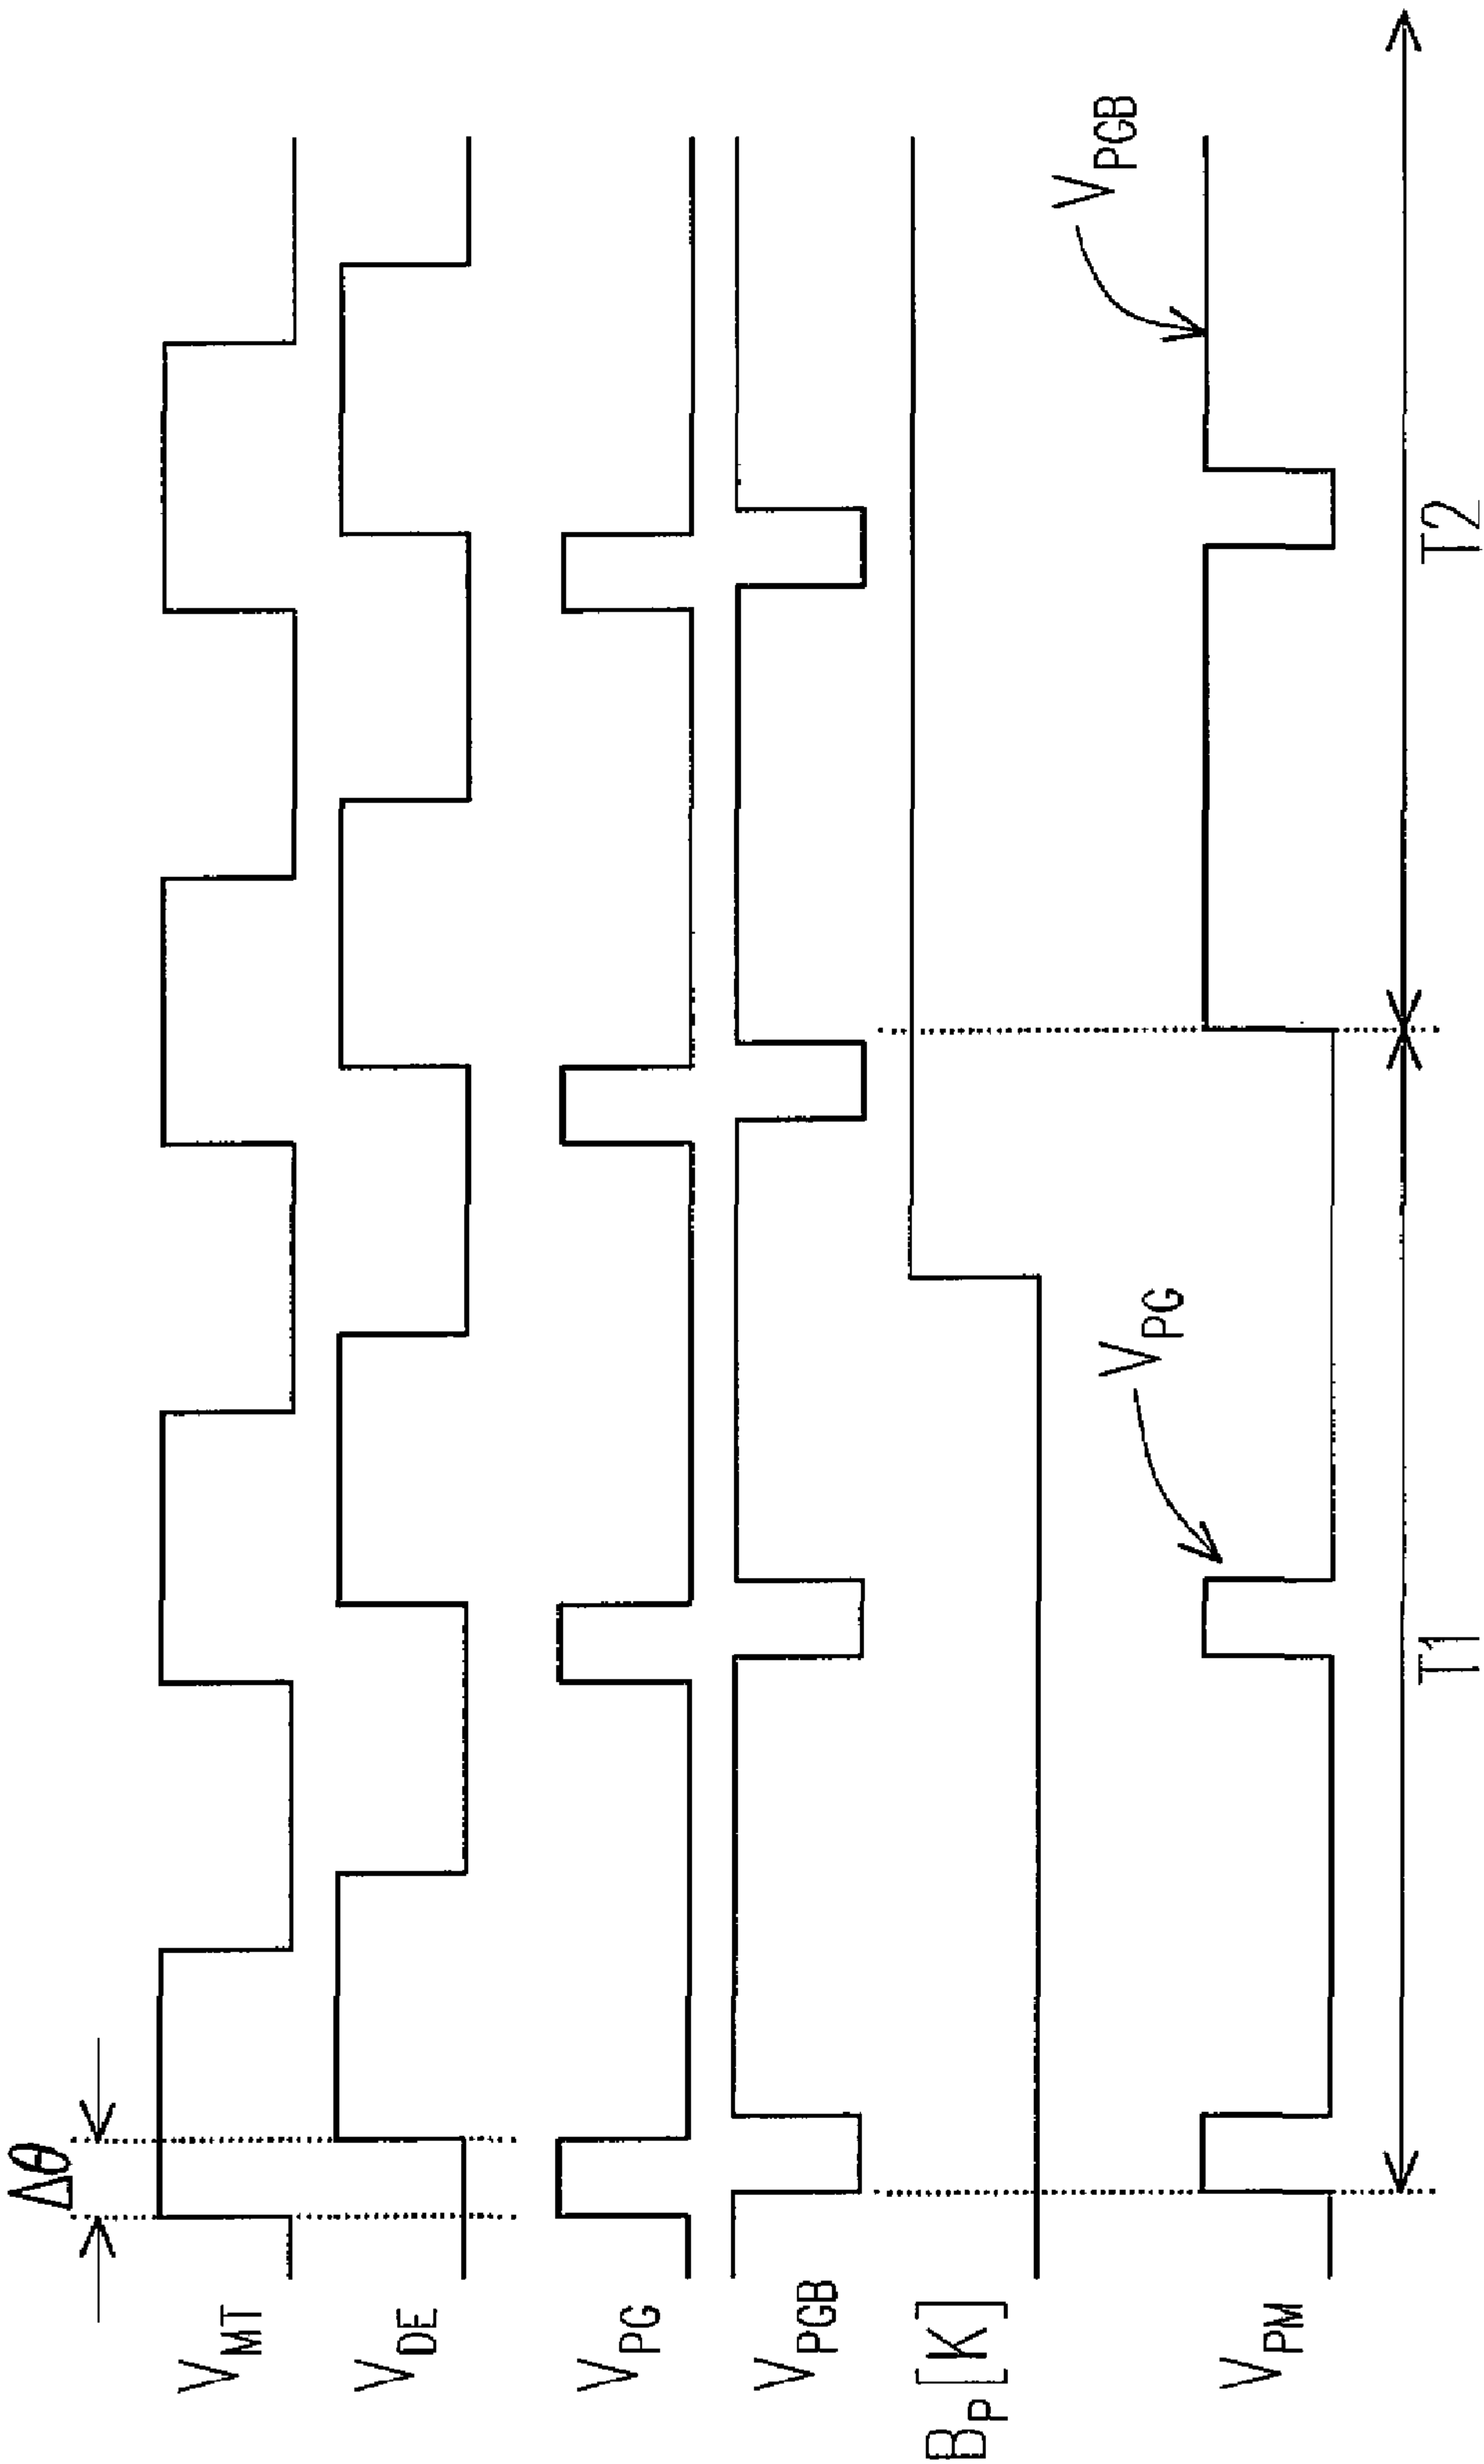 Δθ
V_MT
V_DE
V_PG
V_PGB
B_P[K]
V_PG
V_PGB
V_PM
T1
T2